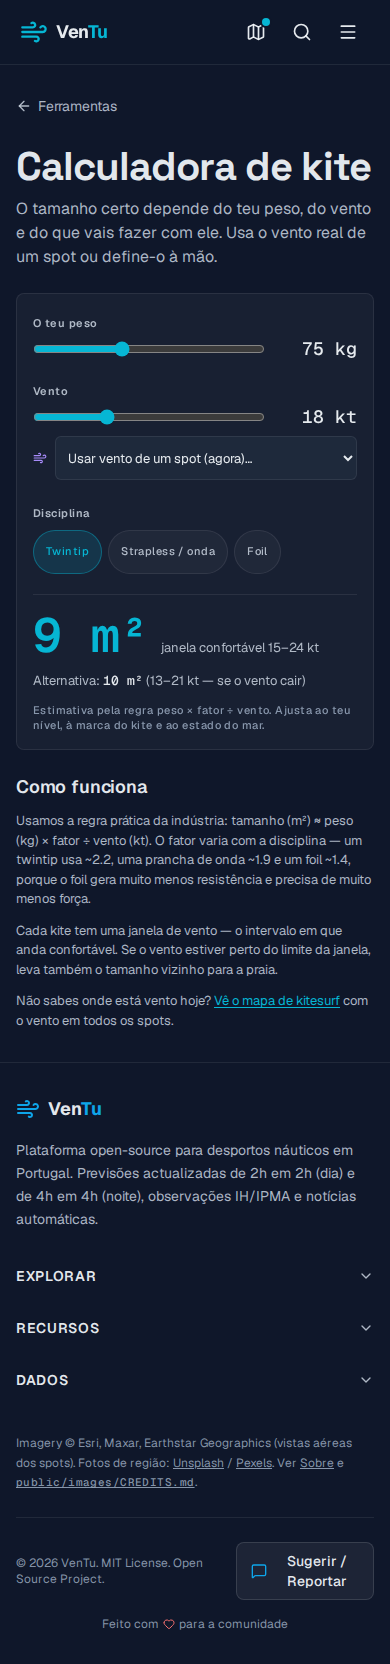 VenTu
Ferramentas
Calculadora de kite
O tamanho certo depende do teu peso, do vento
e do que vais fazer com ele. Usa o vento real de
um spot ou define-o à mão.
O teu peso
75 kg
Vento
18 kt
Usar vento de um spot (agora)...
Disciplina
Twintip
Strapless / onda
Foil
9 m² janela confortável 15–24 kt
Alternativa: 10 m² (13–21 kt — se o vento cair)
Estimativa pela regra peso × fator ÷ vento. Ajusta ao teu
nível, à marca do kite e ao estado do mar.
Como funciona
Usamos a regra prática da indústria: tamanho (m²) ≈ peso
(kg) × fator ÷ vento (kt). O fator varia com a disciplina — um
twintip usa ~2.2, uma prancha de onda ~1.9 e um foil ~1.4,
porque o foil gera muito menos resistência e precisa de muito
menos força.
Cada kite tem uma janela de vento — o intervalo em que
anda confortável. Se o vento estiver perto do limite da janela,
leva também o tamanho vizinho para a praia.
Não sabes onde está vento hoje? Vê o mapa de kitesurf com
o vento em todos os spots.
VenTu
Plataforma open-source para desportos náuticos em
Portugal. Previsões actualizadas de 2h em 2h (dia) e
de 4h em 4h (noite), observações IH/IPMA e notícias
automáticas.
EXPLORAR
RECURSOS
DADOS
Imagery © Esri, Maxar, Earthstar Geographics (vistas aéreas
dos spots). Fotos de região: Unsplash / Pexels. Ver Sobre e
public/images/CREDITS.md.
© 2026 VenTu. MIT License. Open
Source Project.
Sugerir /
Reportar
Feito com para a comunidade